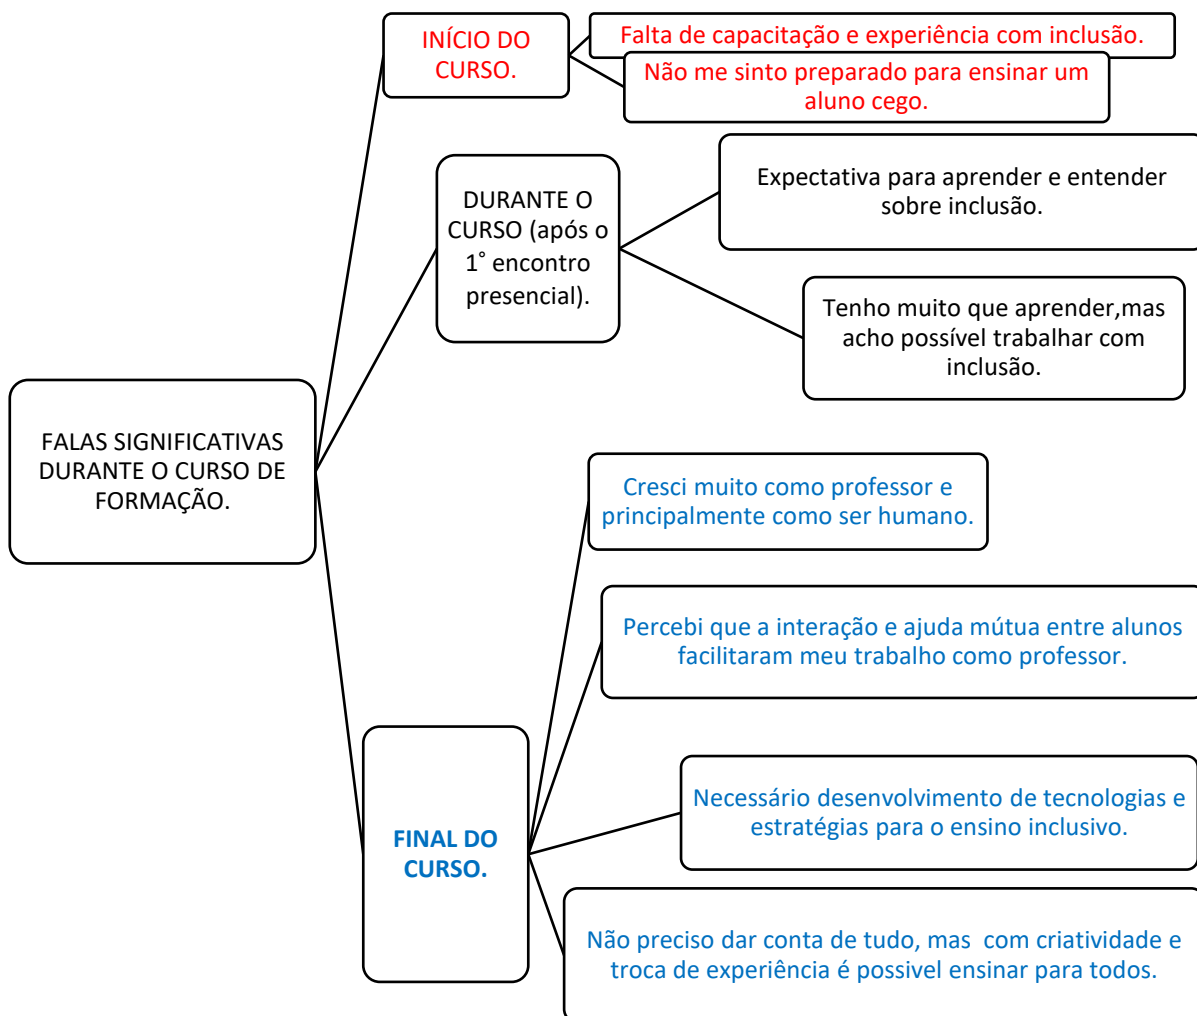 INÍCIO DO
CURSO.
Falta de capacitação e experiência com inclusão.
Não me sinto preparado para ensinar um
aluno cego.
DURANTE O
CURSO (após o
1° encontro
presencial).
Expectativa para aprender e entender
sobre inclusão.
Tenho muito que aprender,mas
acho possível trabalhar com
inclusão.
FALAS SIGNIFICATIVAS
DURANTE O CURSO DE
FORMAÇÃO.
Cresci muito como professor e
principalmente como ser humano.
Percebi que a interação e ajuda mútua entre alunos
facilitaram meu trabalho como professor.
FINAL DO
CURSO.
Necessário desenvolvimento de tecnologias e
estratégias para o ensino inclusivo.
Não preciso dar conta de tudo, mas  com criatividade e
troca de experiência é possivel ensinar para todos.